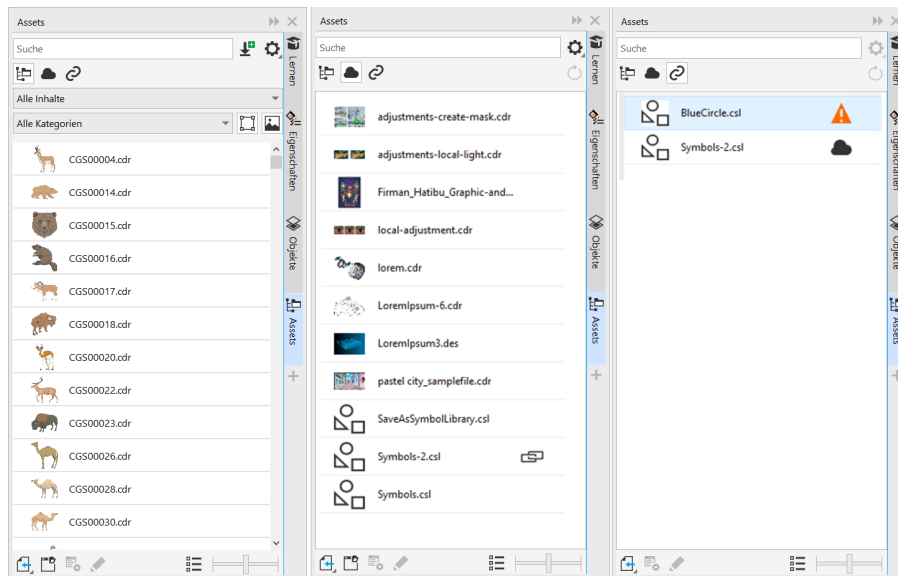 Assets
Suche
Alle Inhalte
Alle Kategorien
CGS00004.cdr
CGS00014.cdr
CGS00015.cdr
CGS00016.cdr
CGS00017.cdr
CGS00018.cdr
CGS00020.cdr
CGS00022.cdr
CGS00023.cdr
CGS00026.cdr
CGS00028.cdr
CGS00030.cdr
Lernen
Eigenschaften
Objekte
Assets
Assets
Suche
adjustments-create-mask.cdr
adjustments-local-light.cdr
Firman_Hatibu_Graphic-and...
local-adjustment.cdr
lorem.cdr
LoremIpsum-6.cdr
LoremIpsum3.des
pastel city_samplefile.cdr
SaveAsSymbolLibrary.csl
Symbols-2.csl
Symbols.csl
Lernen
Eigenschaften
Objekte
Assets
Assets
Suche
BlueCircle.csl
Symbols-2.csl
Lernen
Eigenschaften
Objekte
Assets